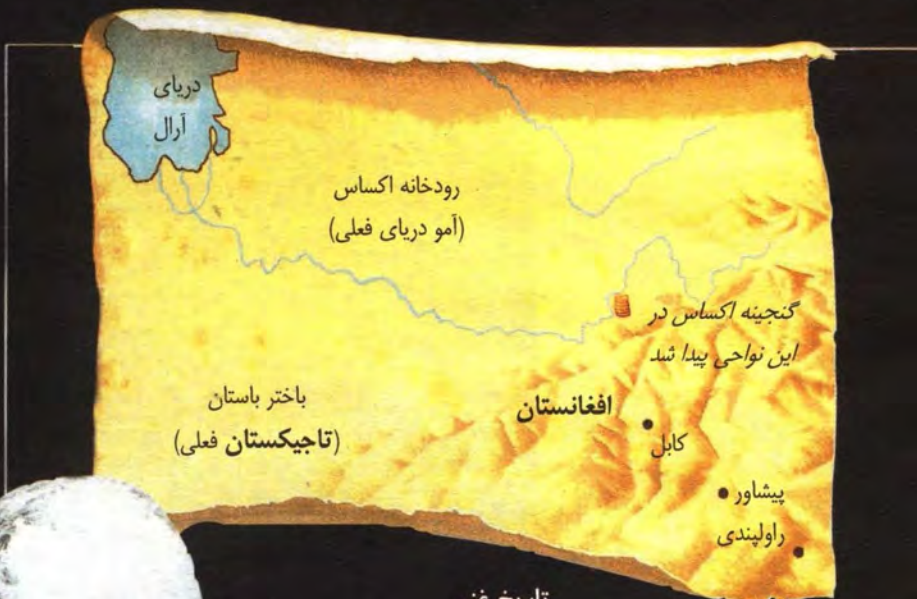 دریای
آرال
رودخانه اکساس
(آمو دریای فعلی)
گنجینه اکساس در
این نواحی پیدا شد
باختر باستان
(تاجیکستان فعلی)
افغانستان
کابل
پیشاور
راولپندی